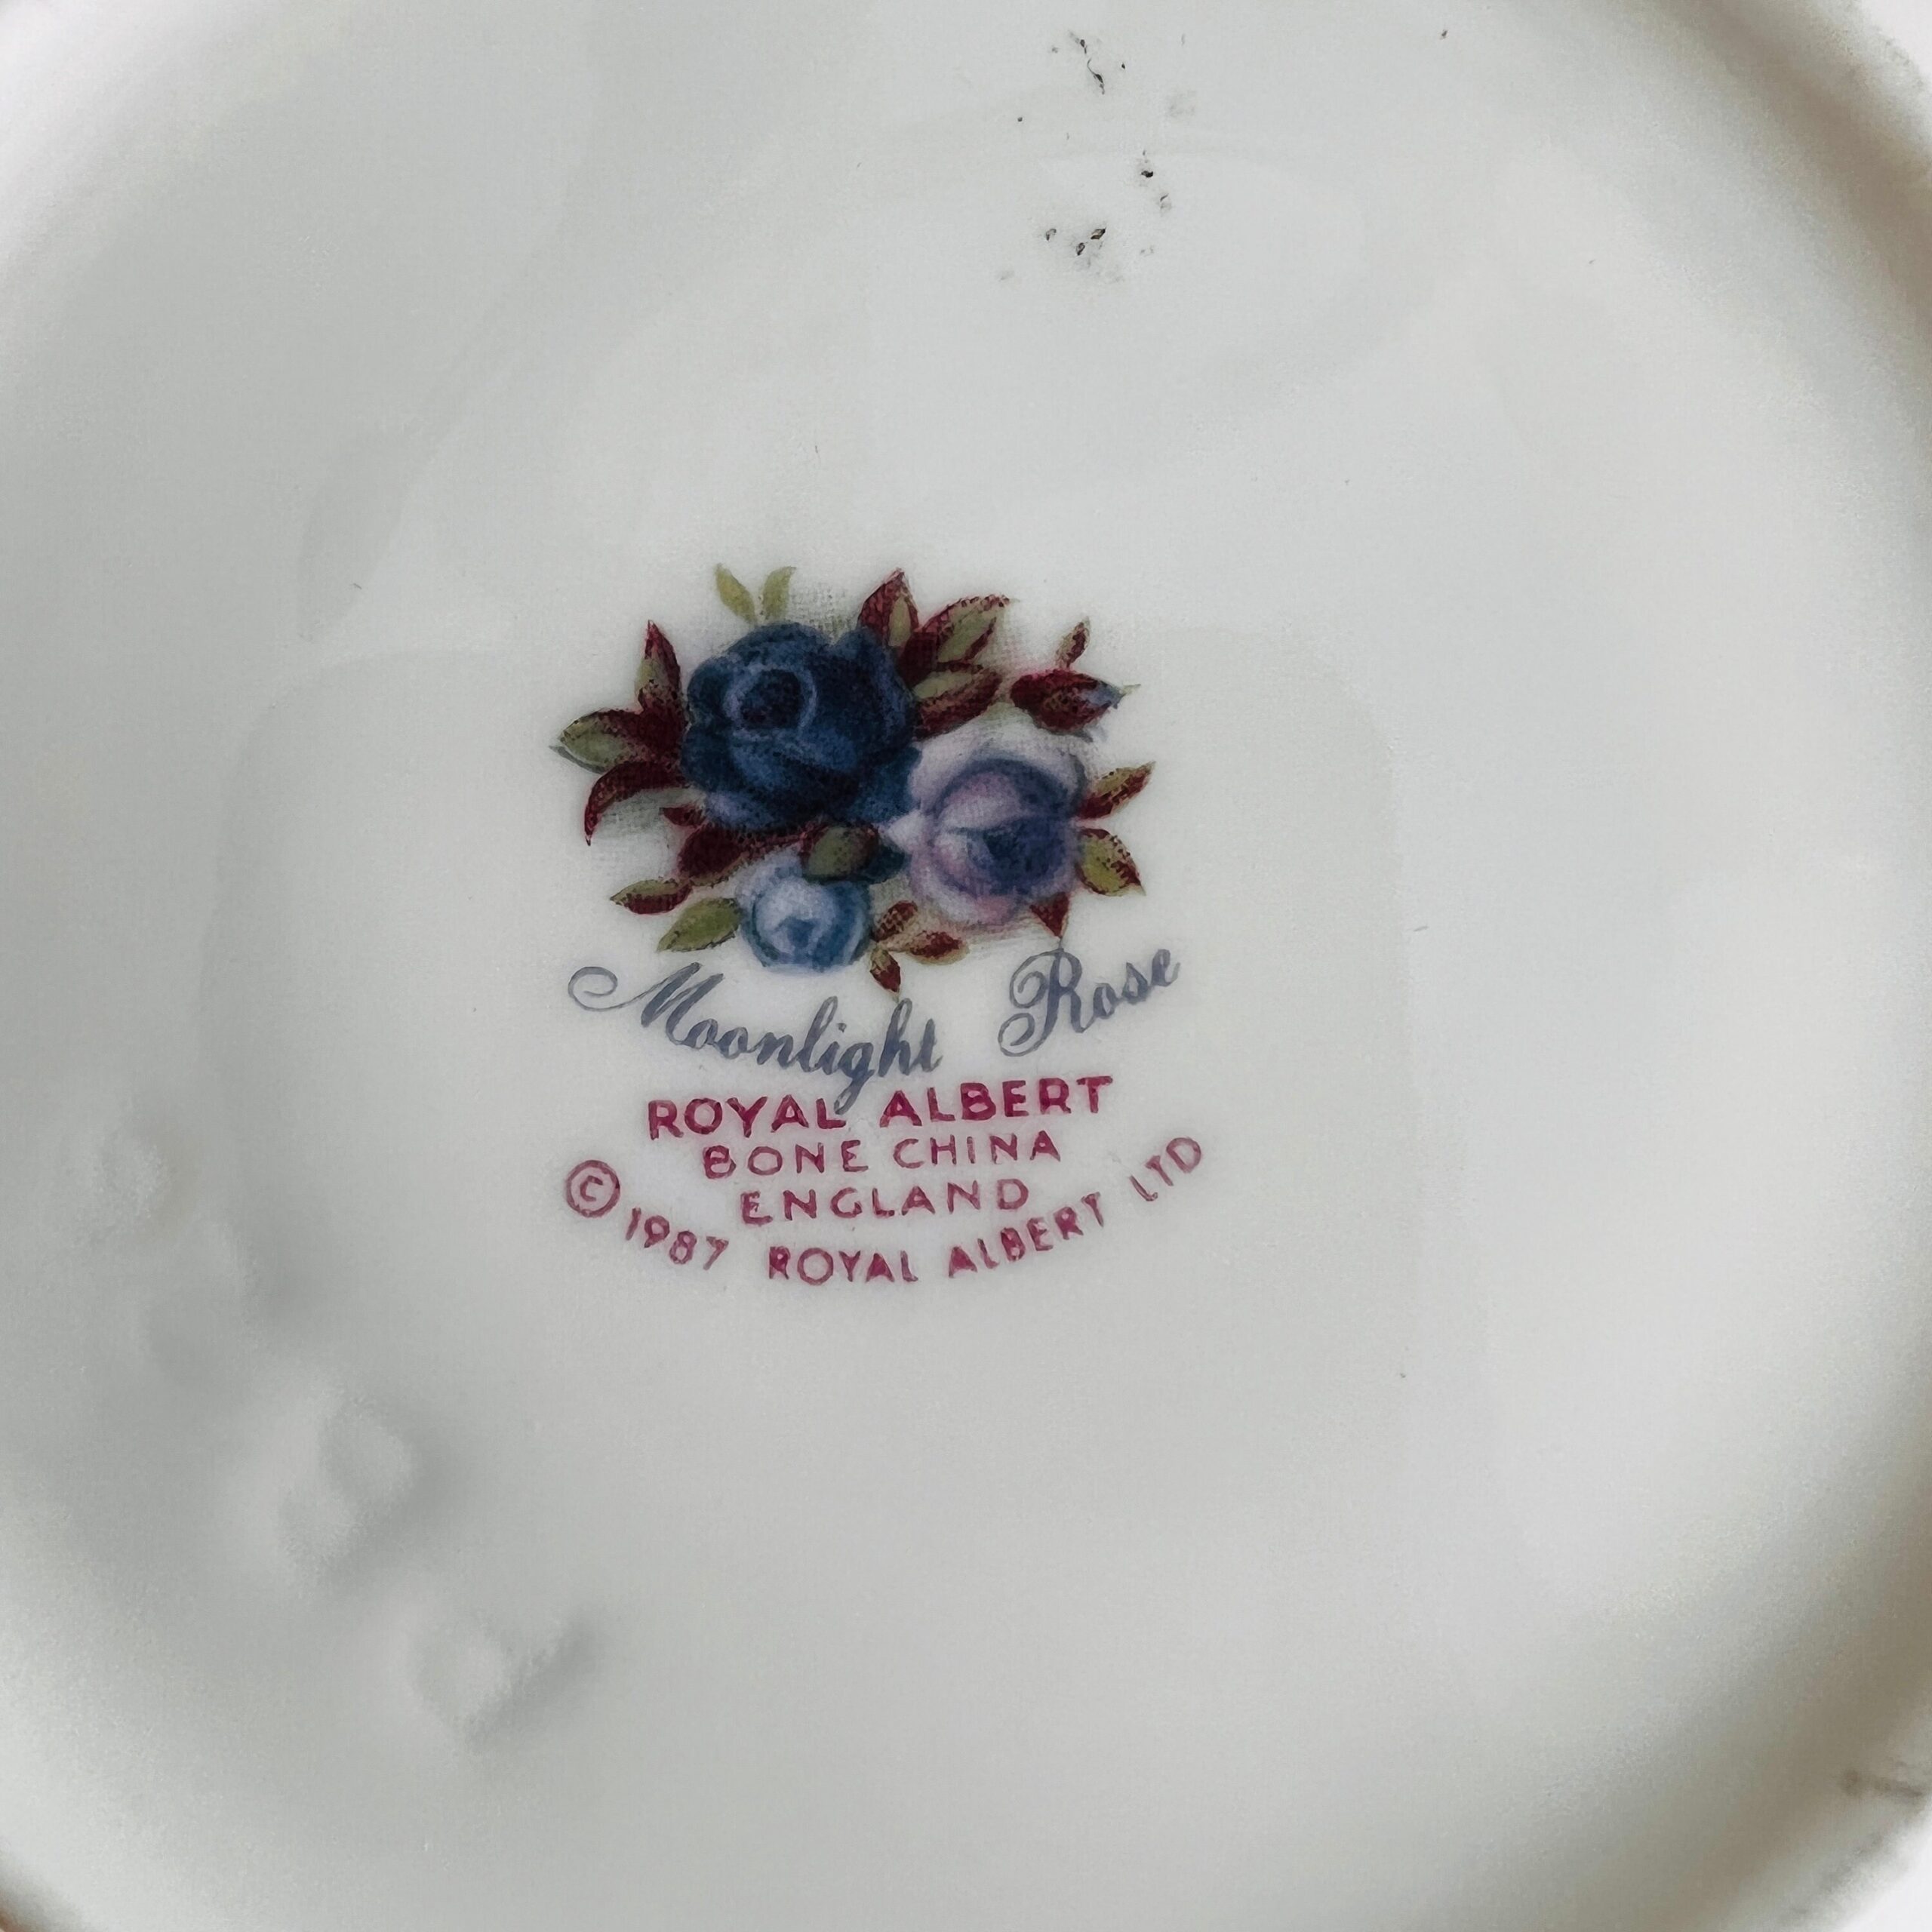 Moonlight Rose
ROYAL ALBERT
BONE CHINA
ENGLAND
© 1987 ROYAL ALBERT LTD